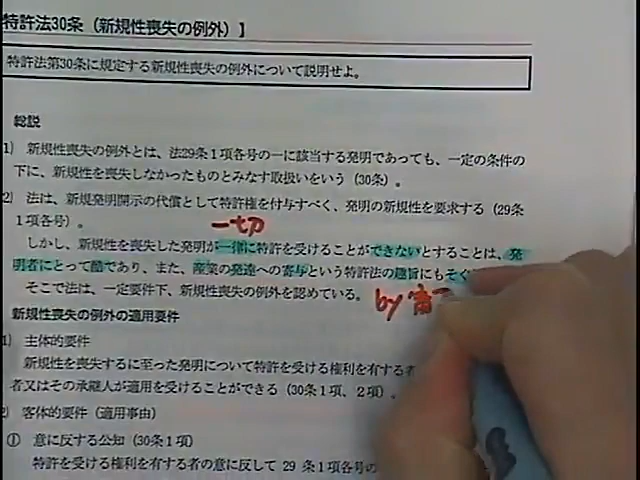 特許法30条（新規性喪失の例外）】
特許法第30条に規定する新規性喪失の例外について説明せよ。
総説
1) 新規性喪失の例外とは、法29条1項各号の一に該当する発明であっても、一定の条件の
下に、新規性を喪失しなかったものとみなす取扱いをいう（30条）。
2) 法は、新規発明開示の代償として特許権を付与すべく、発明の新規性を要求する（29条
1項各号）。
一切
しかし、新規性を喪失した発明が一律に特許を受けることができないとすることは、発
明者にとって酷であり、また、産業の発達への寄与という特許法の趣旨にもそぐ
そこで法は、一定要件下、新規性喪失の例外を認めている。
by
新規性喪失の例外の適用要件
1) 主体的要件
新規性を喪失するに至った発明について特許を受ける権利を有する者
者又はその承継人が適用を受けることができる（30条1項、2項）。
2) 客体的要件（適用事由）
① 意に反する公知（30条1項）
特許を受ける権利を有する者の意に反して 29 条1項各号の